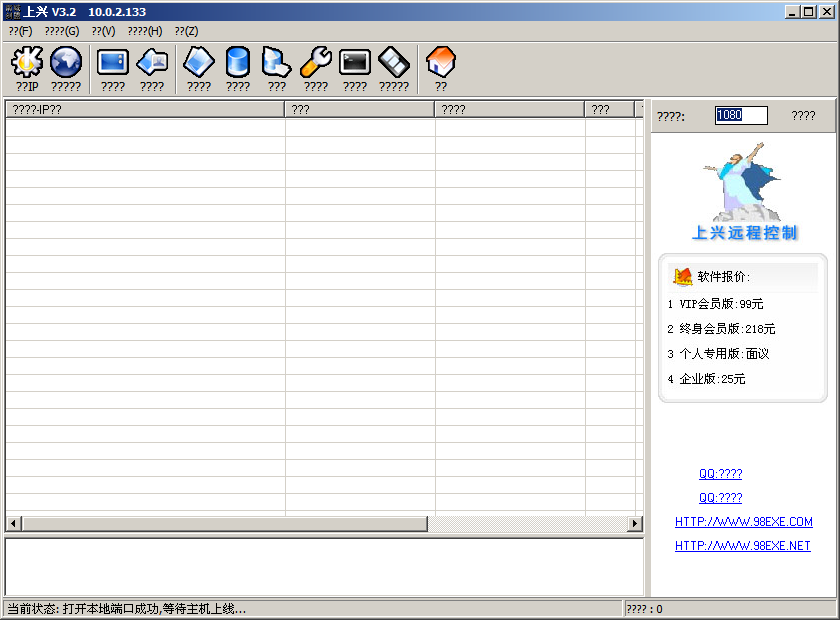 上兴 V3.2 10.0.2.133
??(F) ????(G) ??(V) ????(H) ??(Z)
??IP ????? ???? ???? ???? ???? ??? ???? ???? ????? ??
????-IP?? ??? ???? ???
????: 1080 ????
上兴远程控制
软件报价:
1 VIP会员版:99元
2 终身会员版:218元
3 个人专用版:面议
4 企业版:25元
QQ:????
QQ:????
HTTP://WWW.98EXE.COM
HTTP://WWW.98EXE.NET
当前状态: 打开本地端口成功,等待主机上线... ???? : 0